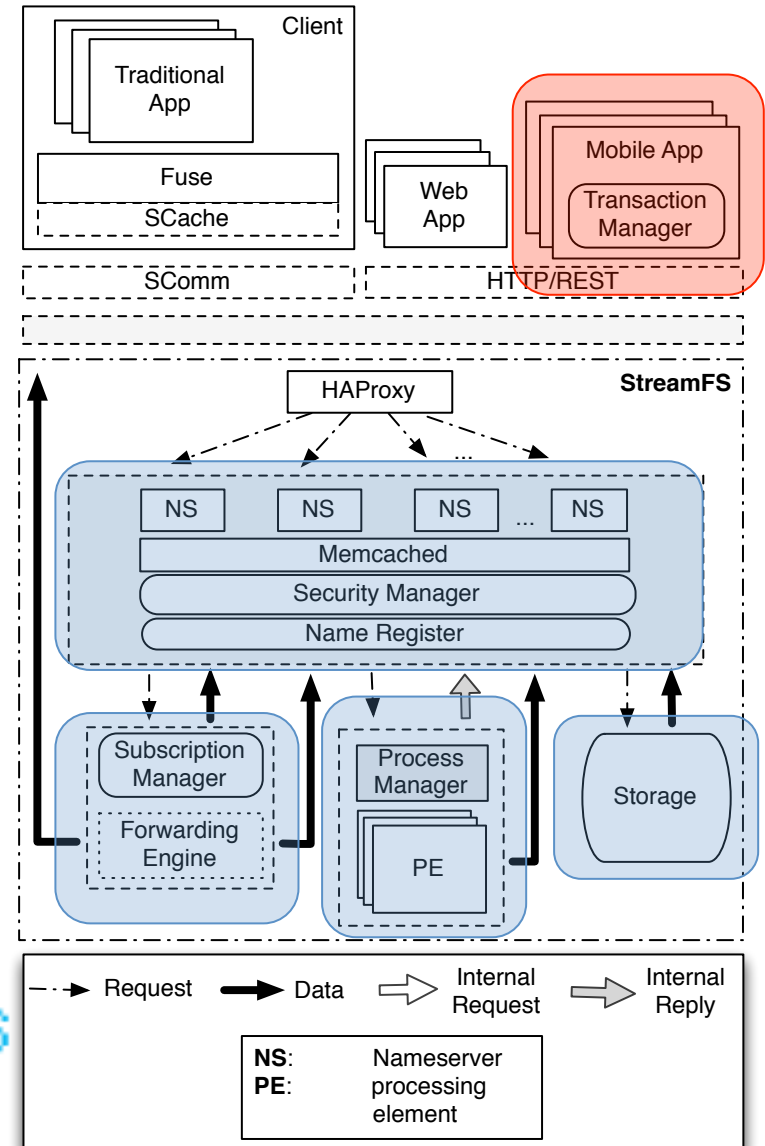 Client
Traditional
App
Fuse
SCache
Web
App
Mobile App
Transaction
Manager
SComm
HTTP/REST
StreamFS
HAProxy
...
NS
NS
NS
...
NS
Memcached
Security Manager
Name Register
Subscription
Manager
Forwarding
Engine
Process
Manager
PE
Storage
Request
Data
Internal
Request
Internal
Reply
NS: Nameserver
PE: processing
element